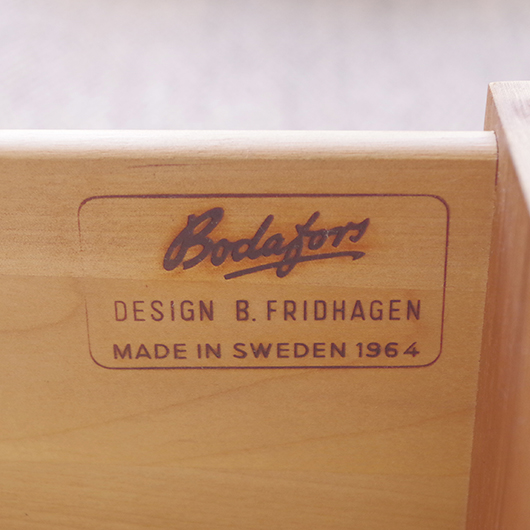 Bodafors
DESIGN B. FRIDHAGEN
MADE IN SWEDEN 1964